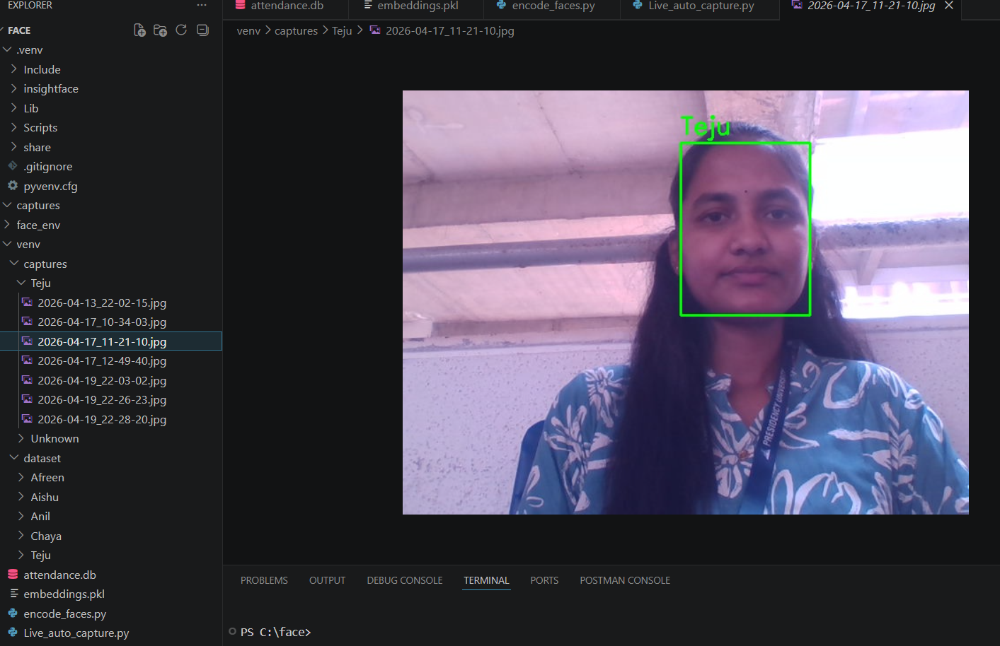 EXPLORER
FACE
.venv
Include
insightface
Lib
Scripts
share
.gitignore
pyvenv.cfg
captures
face_env
venv
captures
Teju
2026-04-13_22-02-15.jpg
2026-04-17_10-34-03.jpg
2026-04-17_11-21-10.jpg
2026-04-17_12-49-40.jpg
2026-04-19_22-03-02.jpg
2026-04-19_22-26-23.jpg
2026-04-19_22-28-20.jpg
Unknown
dataset
Afreen
Aishu
Anil
Chaya
Teju
attendance.db
embeddings.pkl
encode_faces.py
Live_auto_capture.py
attendance.db embeddings.pkl encode_faces.py Live_auto_capture.py 2026-04-17_11-21-10.jpg
venv > captures > Teju > 2026-04-17_11-21-10.jpg
Teju
PRESIDENCY UNIVERSI
PROBLEMS OUTPUT DEBUG CONSOLE TERMINAL PORTS POSTMAN CONSOLE
PS C:\face>